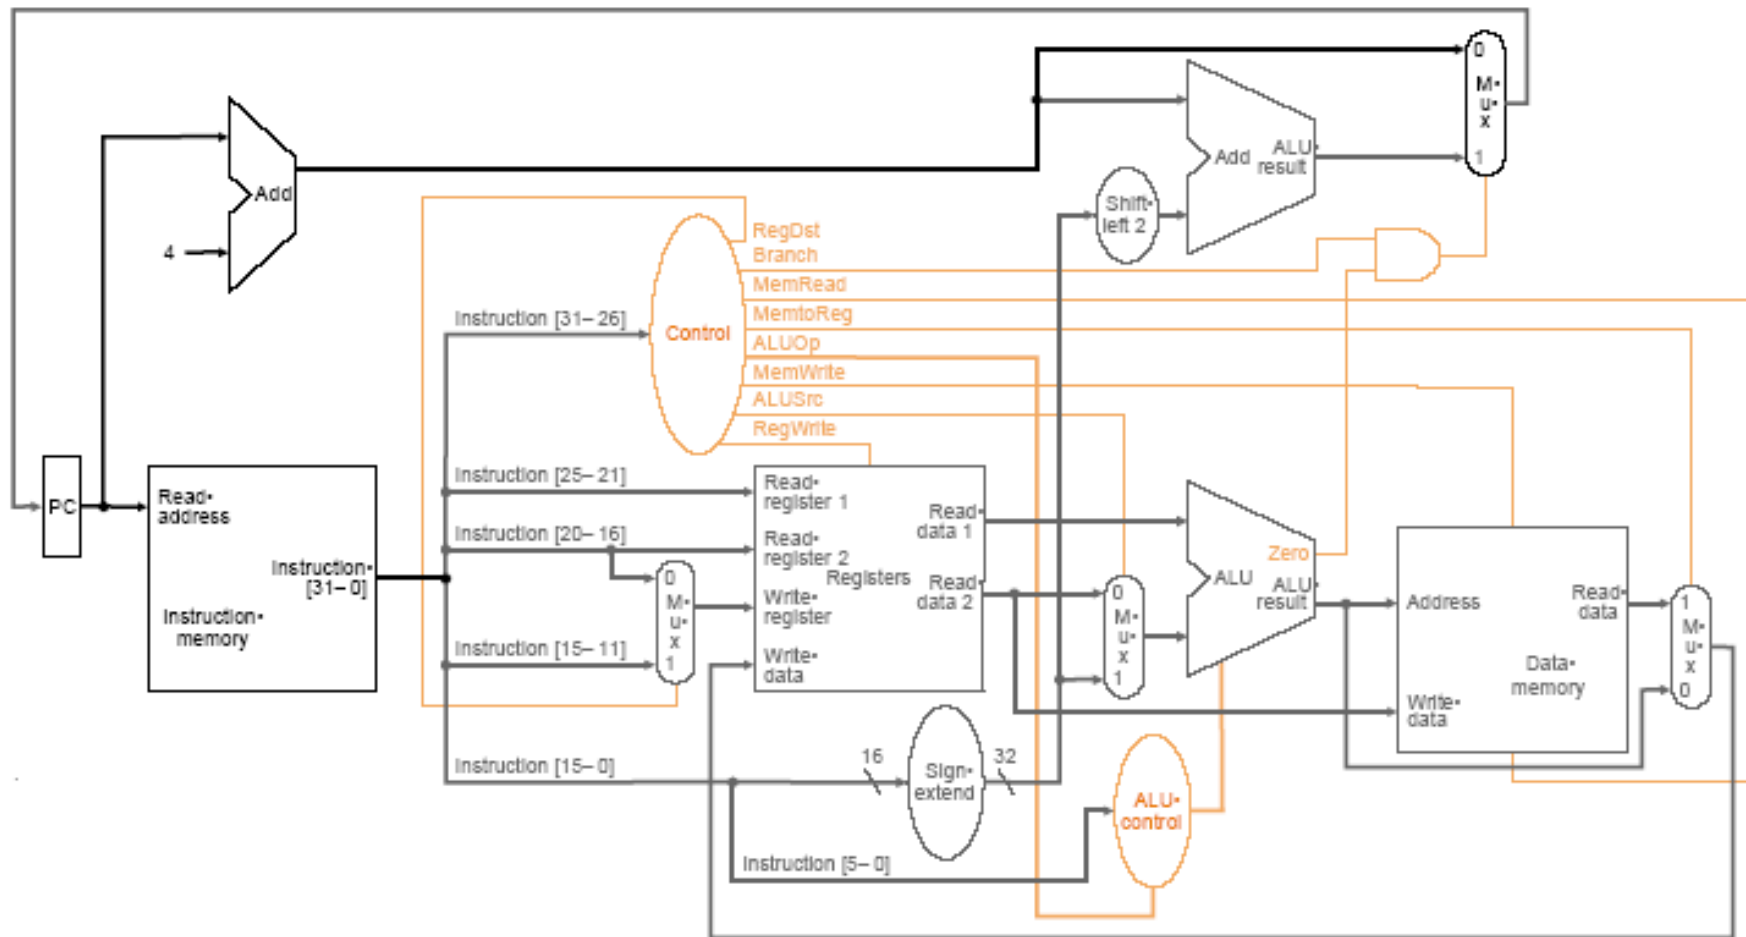 0
M
u
x
1
Add
ALU
result
Add
Shift
left 2
4
RegDst
Branch
MemRead
MemtoReg
ALUOp
MemWrite
ALUSrc
RegWrite
Control
Instruction [31–26]
Instruction [25–21]
Instruction [20–16]
Instruction [15–11]
Instruction [15–0]
Instruction [5–0]
PC
Read
address
Instruction
[31–0]
Instruction
memory
0
M
u
x
1
Read
register 1
Read
register 2
Write
register
Write
data
Registers
Read
data 1
Read
data 2
0
M
u
x
1
Zero
ALU
ALU
result
Address
Write
data
Read
data
Data
memory
1
M
u
x
0
16
Sign
extend
32
ALU
control